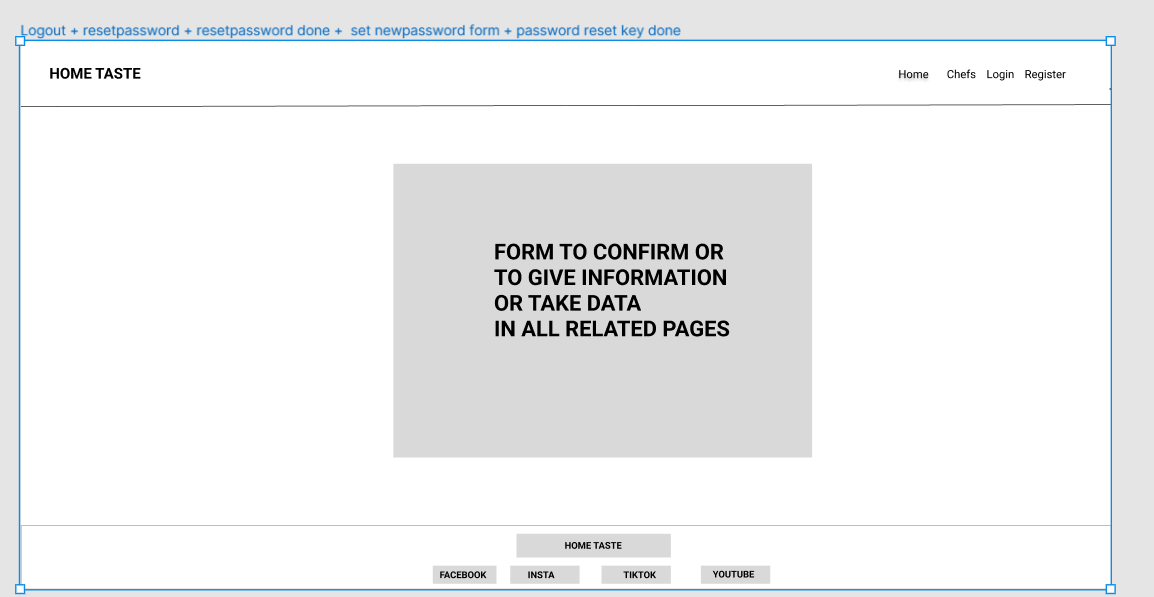 Logout + resetpassword + resetpassword done + set newpassword form + password reset key done
HOME TASTE
Home Chefs Login Register
FORM TO CONFIRM OR
TO GIVE INFORMATION
OR TAKE DATA
IN ALL RELATED PAGES
HOME TASTE
FACEBOOK INSTA TIKTOK YOUTUBE